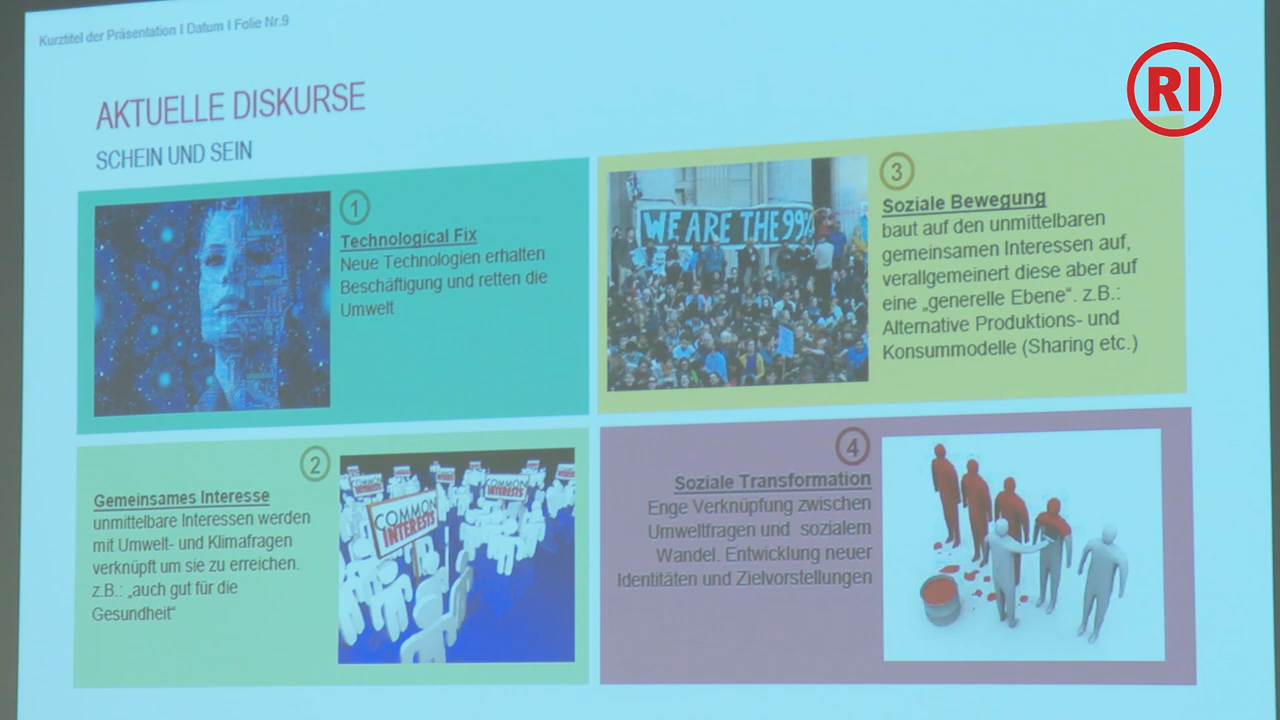 Kurztitel der Präsentation I Datum I Folie Nr.9
RI
AKTUELLE DISKURSE
SCHEIN UND SEIN
1
Technological Fix
Neue Technologien erhalten
Beschäftigung und retten die
Umwelt
2
Gemeinsames Interesse
unmittelbare Interessen werden
mit Umwelt- und Klimafragen
verknüpft um sie zu erreichen.
z.B.: „auch gut für die
Gesundheit“
COMMON
INTERESTS
COMMON
INTERESTS
COMMON
INTERESTS
WE ARE THE 99%
3
Soziale Bewegung
baut auf den unmittelbaren
gemeinsamen Interessen auf,
verallgemeinert diese aber auf
eine „generelle Ebene“. z.B.:
Alternative Produktions- und
Konsummodelle (Sharing etc.)
4
Soziale Transformation
Enge Verknüpfung zwischen
Umweltfragen und sozialem
Wandel. Entwicklung neuer
Identitäten und Zielvorstellungen